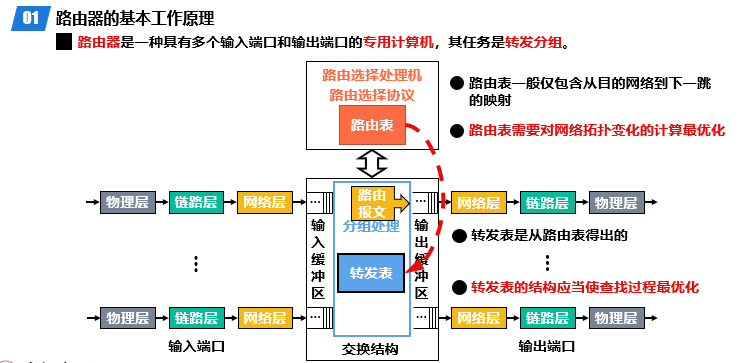 01 路由器的基本工作原理
路由器是一种具有多个输入端口和输出端口的专用计算机，其任务是转发分组。
路由选择处理机
路由选择协议
路由表
路由表一般仅包含从目的网络到下一跳
的映射
路由表需要对网络拓扑变化的计算最优化
物理层 链路层 网络层 … 路由
报文 … 网络层 链路层 物理层
分组处理
输入缓冲区
输出缓冲区
转发表
转发表是从路由表得出的
转发表的结构应当使查找过程最优化
物理层 链路层 网络层 … … 网络层 链路层 物理层
输入端口 交换结构 输出端口